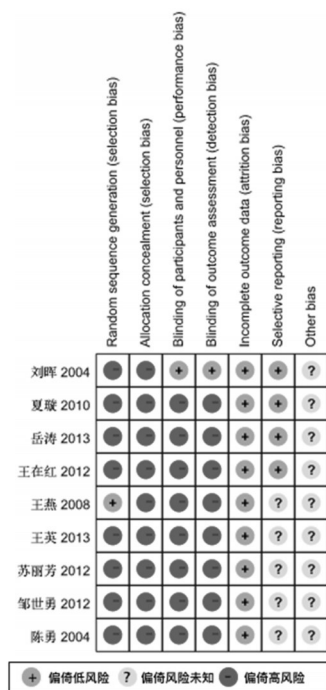 Random sequence generation (selection bias)
Allocation concealment (selection bias)
Blinding of participants and personnel (performance bias)
Blinding of outcome assessment (detection bias)
Incomplete outcome data (attrition bias)
Selective reporting (reporting bias)
Other bias
刘晖 2004 - - + + + + ?
夏璇 2010 - - - - + + ?
岳涛 2013 - - - - + + ?
王在红 2012 - - - - + + ?
王燕 2008 + - - - + ? ?
王英 2013 - - - - + ? ?
苏丽芳 2012 - - - - + ? ?
邹世勇 2012 - - - - + ? ?
陈勇 2004 - - - - + ? ?
+ 偏倚低风险 ? 偏倚风险未知 - 偏倚高风险